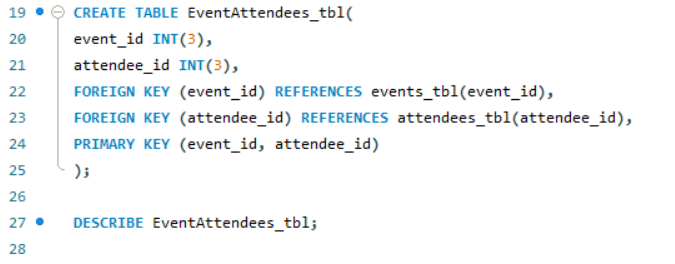 19 CREATE TABLE EventAttendees_tbl(
20 event_id INT(3),
21 attendee_id INT(3),
22 FOREIGN KEY (event_id) REFERENCES events_tbl(event_id),
23 FOREIGN KEY (attendee_id) REFERENCES attendees_tbl(attendee_id),
24 PRIMARY KEY (event_id, attendee_id)
25 );
26
27 DESCRIBE EventAttendees_tbl;
28